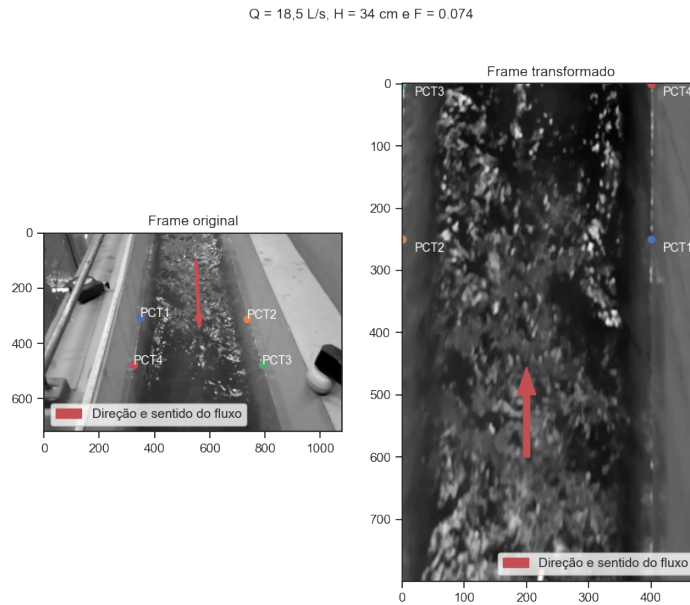 Q = 18,5 L/s, H = 34 cm e F = 0.074
Frame original
0
200
400
600
0
200
400
600
800
1000
PCT1
PCT2
PCT4
PCT3
Direção e sentido do fluxo
Frame transformado
0
100
200
300
400
500
600
700
0
100
200
300
400
PCT3
PCT4
PCT2
PCT1
Direção e sentido do fluxo